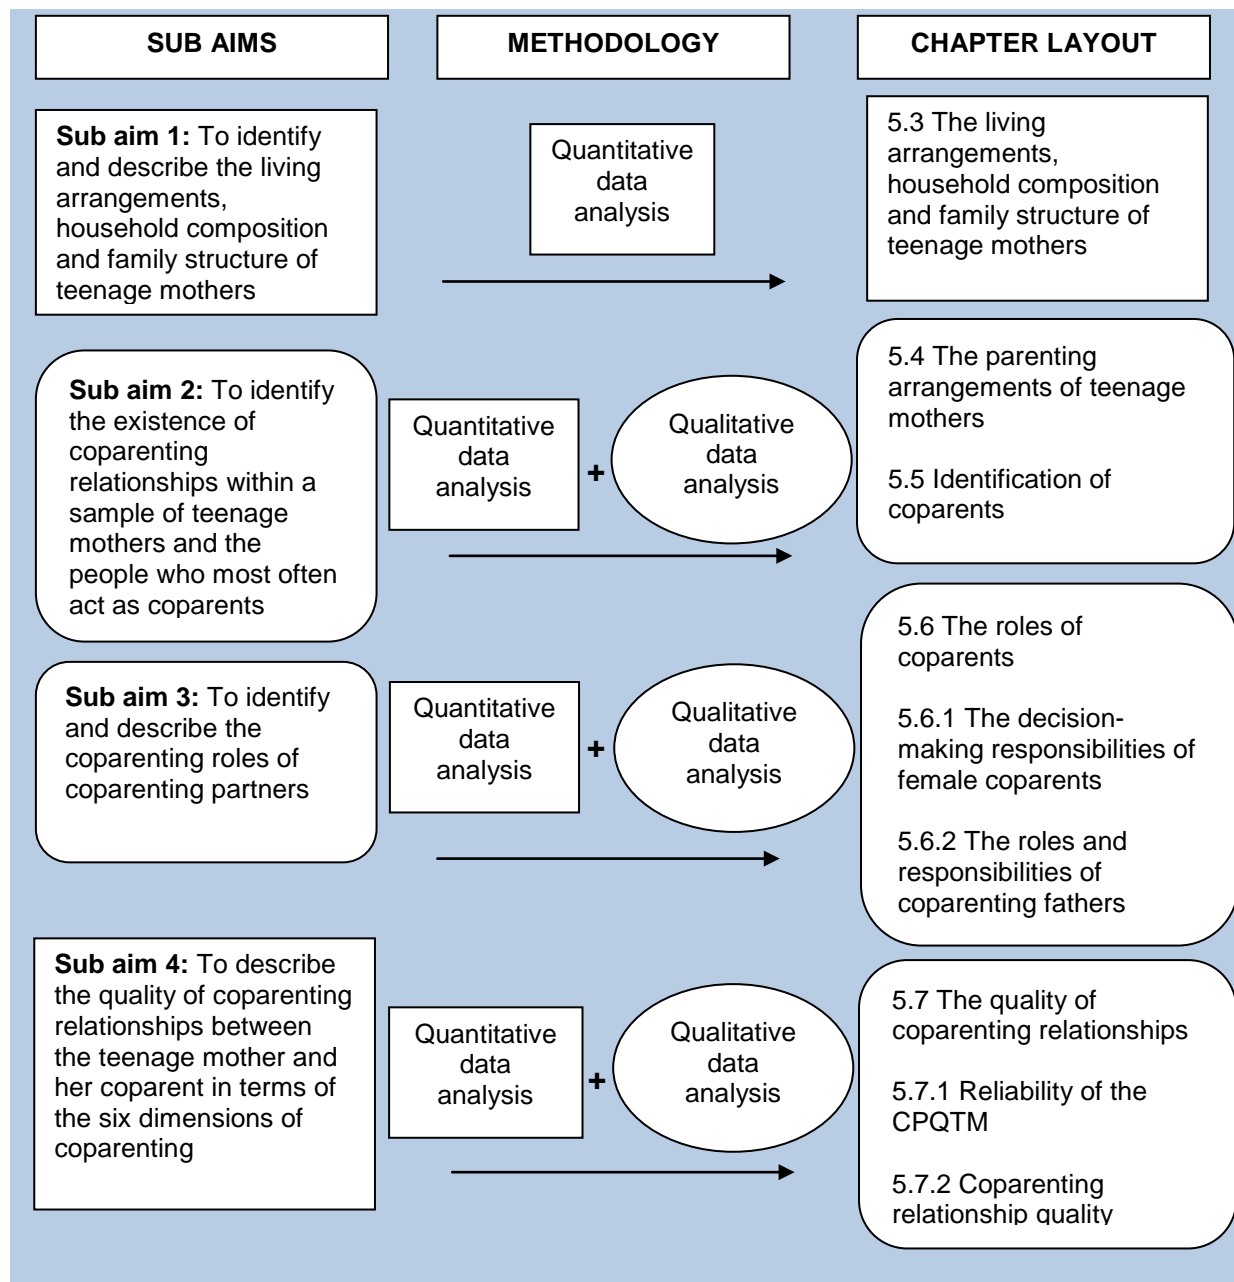 SUB AIMS
METHODOLOGY
CHAPTER LAYOUT
Sub aim 1: To identify
and describe the living
arrangements,
household composition
and family structure of
teenage mothers
Quantitative
data
analysis
5.3 The living
arrangements,
household composition
and family structure of
teenage mothers
Sub aim 2: To identify
the existence of
coparenting
relationships within a
sample of teenage
mothers and the
people who most often
act as coparents
Quantitative
data
analysis
+
Qualitative
data
analysis
5.4 The parenting
arrangements of teenage
mothers
5.5 Identification of
coparents
Sub aim 3: To identify
and describe the
coparenting roles of
coparenting partners
Quantitative
data
analysis
+
Qualitative
data
analysis
5.6 The roles of
coparents
5.6.1 The decision-
making responsibilities of
female coparents
5.6.2 The roles and
responsibilities of
coparenting fathers
Sub aim 4: To describe
the quality of coparenting
relationships between
the teenage mother and
her coparent in terms of
the six dimensions of
coparenting
Quantitative
data
analysis
+
Qualitative
data
analysis
5.7 The quality of
coparenting relationships
5.7.1 Reliability of the
CPQTM
5.7.2 Coparenting
relationship quality